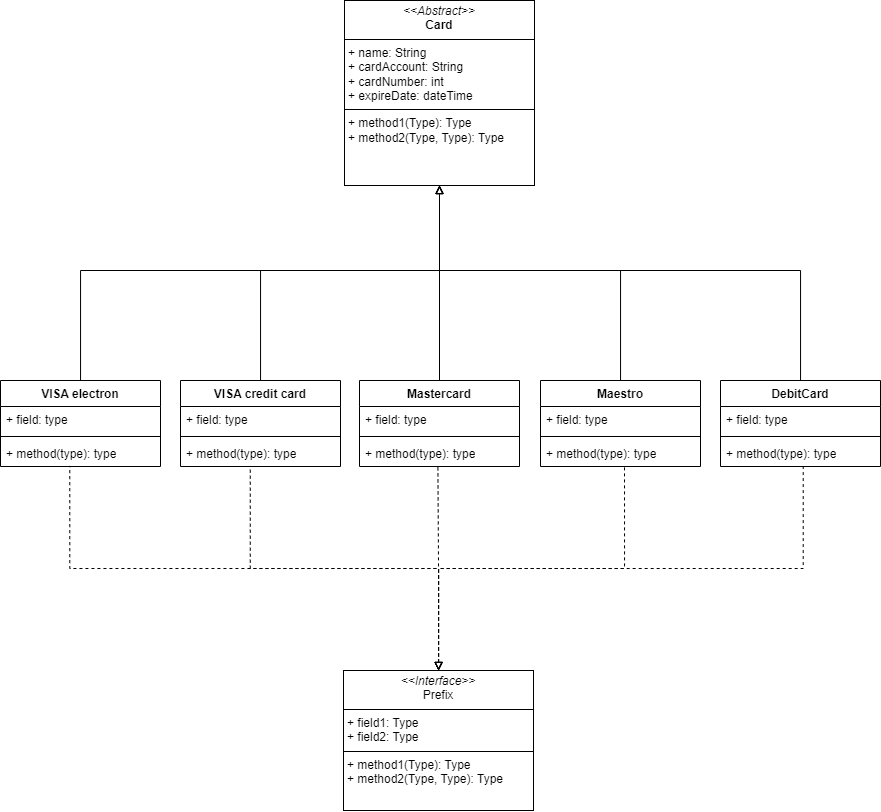 <<Abstract>>
Card
+ name: String
+ cardAccount: String
+ cardNumber: int
+ expireDate: dateTime
+ method1(Type): Type
+ method2(Type, Type): Type
VISA electron
+ field: type
+ method(type): type
VISA credit card
+ field: type
+ method(type): type
Mastercard
+ field: type
+ method(type): type
Maestro
+ field: type
+ method(type): type
DebitCard
+ field: type
+ method(type): type
<<Interface>>
Prefix
+ field1: Type
+ field2: Type
+ method1(Type): Type
+ method2(Type, Type): Type